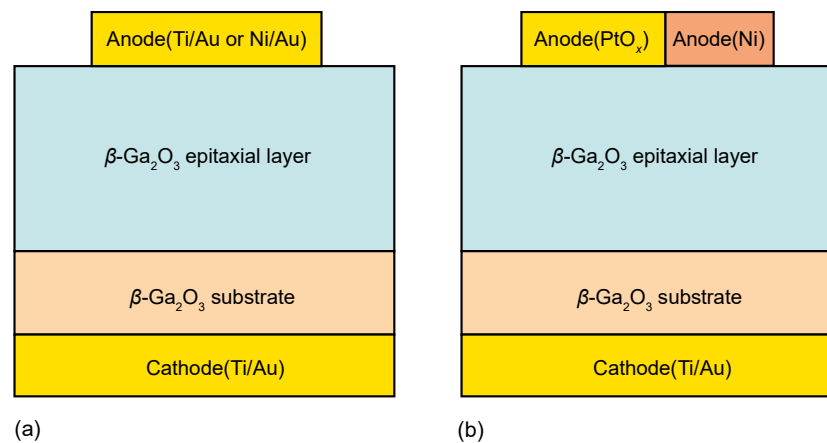 Anode(Ti/Au or Ni/Au)
β-Ga₂O₃ epitaxial layer
β-Ga₂O₃ substrate
Cathode(Ti/Au)
(a)
Anode(PtOₓ)
Anode(Ni)
β-Ga₂O₃ epitaxial layer
β-Ga₂O₃ substrate
Cathode(Ti/Au)
(b)